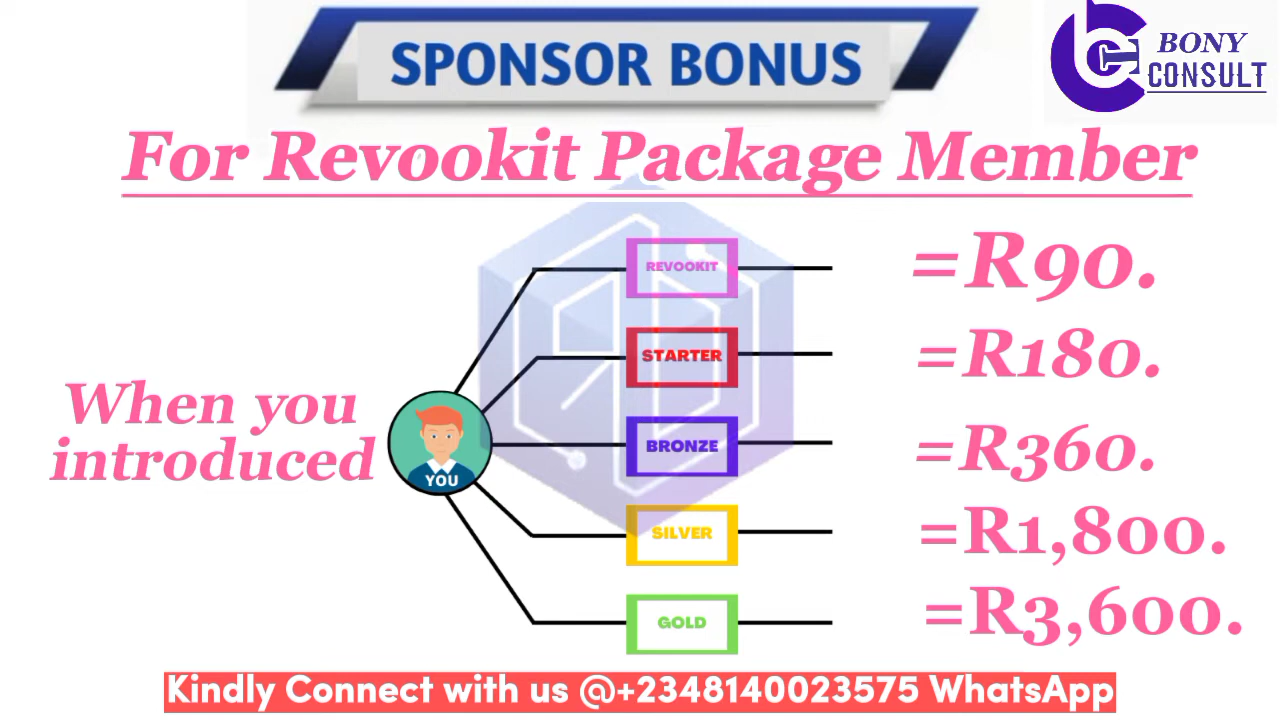 SPONSOR BONUS
BONY
CONSULT
For Revookit Package Member
REVOOKIT
=R90.
STARTER
=R180.
When you
introduced
YOU
BRONZE
=R360.
SILVER
=R1,800.
GOLD
=R3,600.
Kindly Connect with us @+2348140023575 WhatsApp